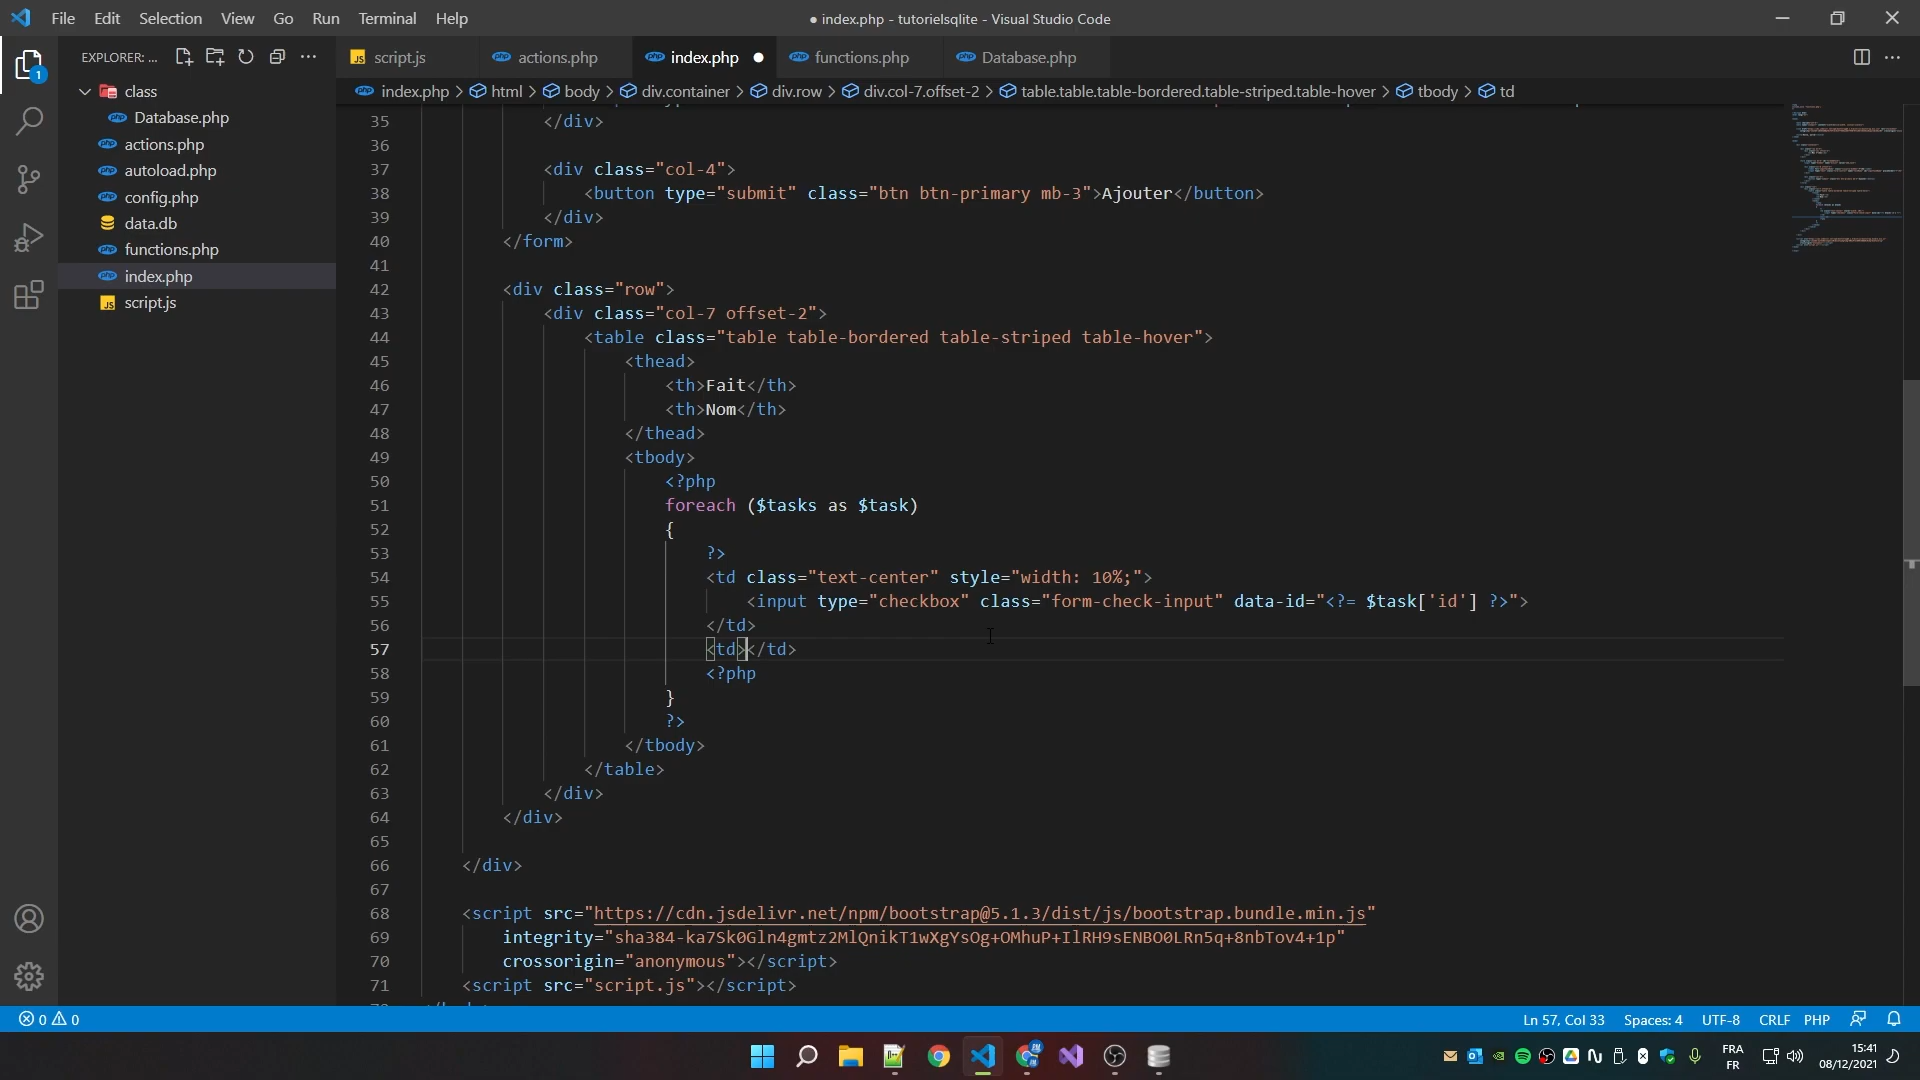 File Edit Selection View Go Run Terminal Help
● index.php - tutorielsqlite - Visual Studio Code
EXPLORER: ...
script.js
actions.php
index.php
functions.php
Database.php
index.php > html > body > div.container > div.row > div.col-7.offset-2 > table.table.table-bordered.table-striped.table-hover > tbody > td
class
Database.php
actions.php
autoload.php
config.php
data.db
functions.php
index.php
script.js
1
35 </div>
36
37 <div class="col-4">
38 <button type="submit" class="btn btn-primary mb-3">Ajouter</button>
39 </div>
40 </form>
41
42 <div class="row">
43 <div class="col-7 offset-2">
44 <table class="table table-bordered table-striped table-hover">
45 <thead>
46 <th>Fait</th>
47 <th>Nom</th>
48 </thead>
49 <tbody>
50 <?php
51 foreach ($tasks as $task)
52 {
53 ?>
54 <td class="text-center" style="width: 10%;">
55 <input type="checkbox" class="form-check-input" data-id="<?= $task['id'] ?>">
56 </td>
57 <td></td>
58 <?php
59 }
60 ?>
61 </tbody>
62 </table>
63 </div>
64 </div>
65
66 </div>
67
68 <script src="https://cdn.jsdelivr.net/npm/bootstrap@5.1.3/dist/js/bootstrap.bundle.min.js"
69 integrity="sha384-ka7Sk0Gln4gmtz2MlQnikT1wXgYsOg+OMhuP+IlRH9sENBO0LRn5q+8nbTov4+1p"
70 crossorigin="anonymous"></script>
71 <script src="script.js"></script>
0 0
Ln 57, Col 33 Spaces: 4 UTF-8 CRLF PHP
FRA
FR
15:41
08/12/2021